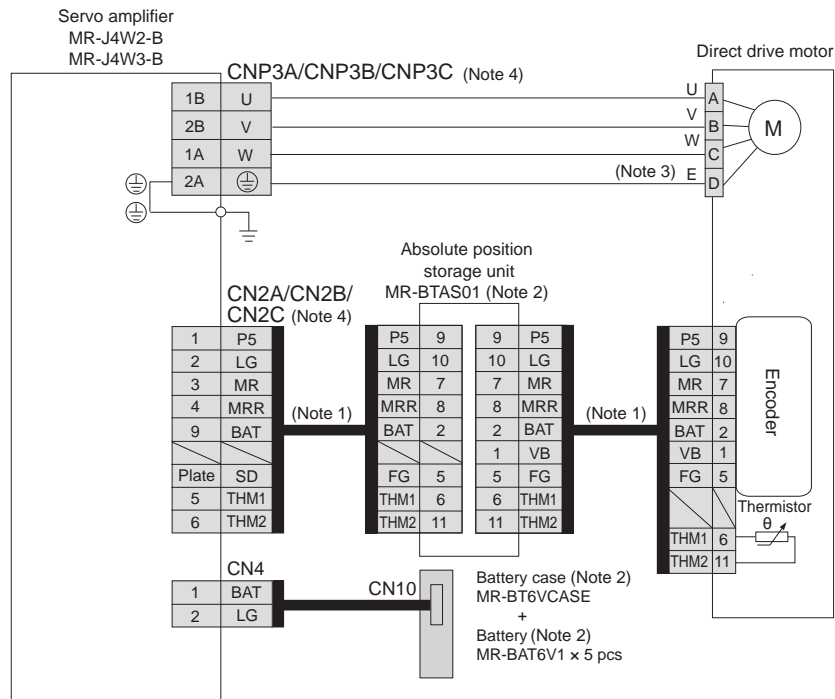 Servo amplifier
MR-J4W2-B
MR-J4W3-B
Direct drive motor
CNP3A/CNP3B/CNP3C (Note 4)
1B U
2B V
1A W
2A
U A
V B
W C
(Note 3) E D
M
Absolute position
storage unit
MR-BTAS01 (Note 2)
CN2A/CN2B/
CN2C (Note 4)
1 P5
2 LG
3 MR
4 MRR
9 BAT
Plate SD
5 THM1
6 THM2
(Note 1)
P5 9
LG 10
MR 7
MRR 8
BAT 2
FG 5
THM1 6
THM2 11
9 P5
10 LG
7 MR
8 MRR
2 BAT
1 VB
5 FG
6 THM1
11 THM2
(Note 1)
P5 9
LG 10
MR 7
MRR 8
BAT 2
VB 1
FG 5
THM1 6
THM2 11
Encoder
Thermistor
θ
CN4
1 BAT
2 LG
CN10
Battery case (Note 2)
MR-BT6VCASE
+
Battery (Note 2)
MR-BAT6V1 × 5 pcs